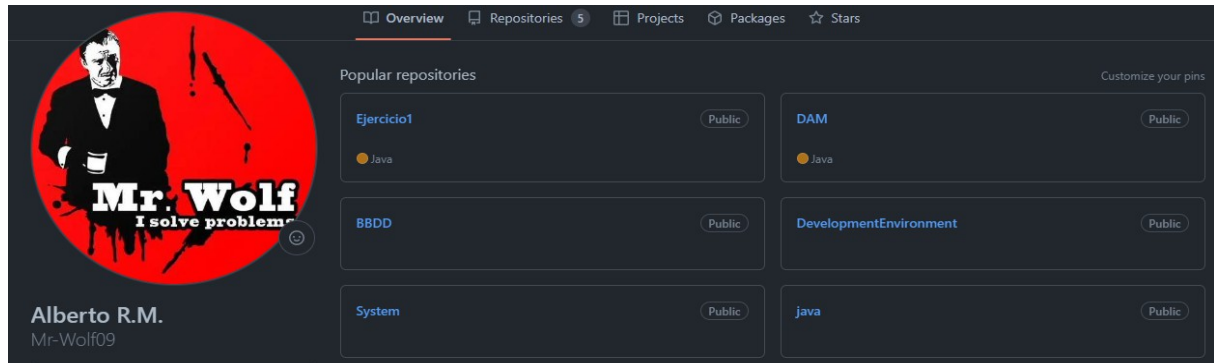 Overview Repositories 5 Projects Packages Stars
Mr. Wolf
I solve problems
Alberto R.M.
Mr-Wolf09
Popular repositories Customize your pins
Ejercicio1 Public
Java
DAM Public
Java
BBDD Public
DevelopmentEnvironment Public
System Public
java Public